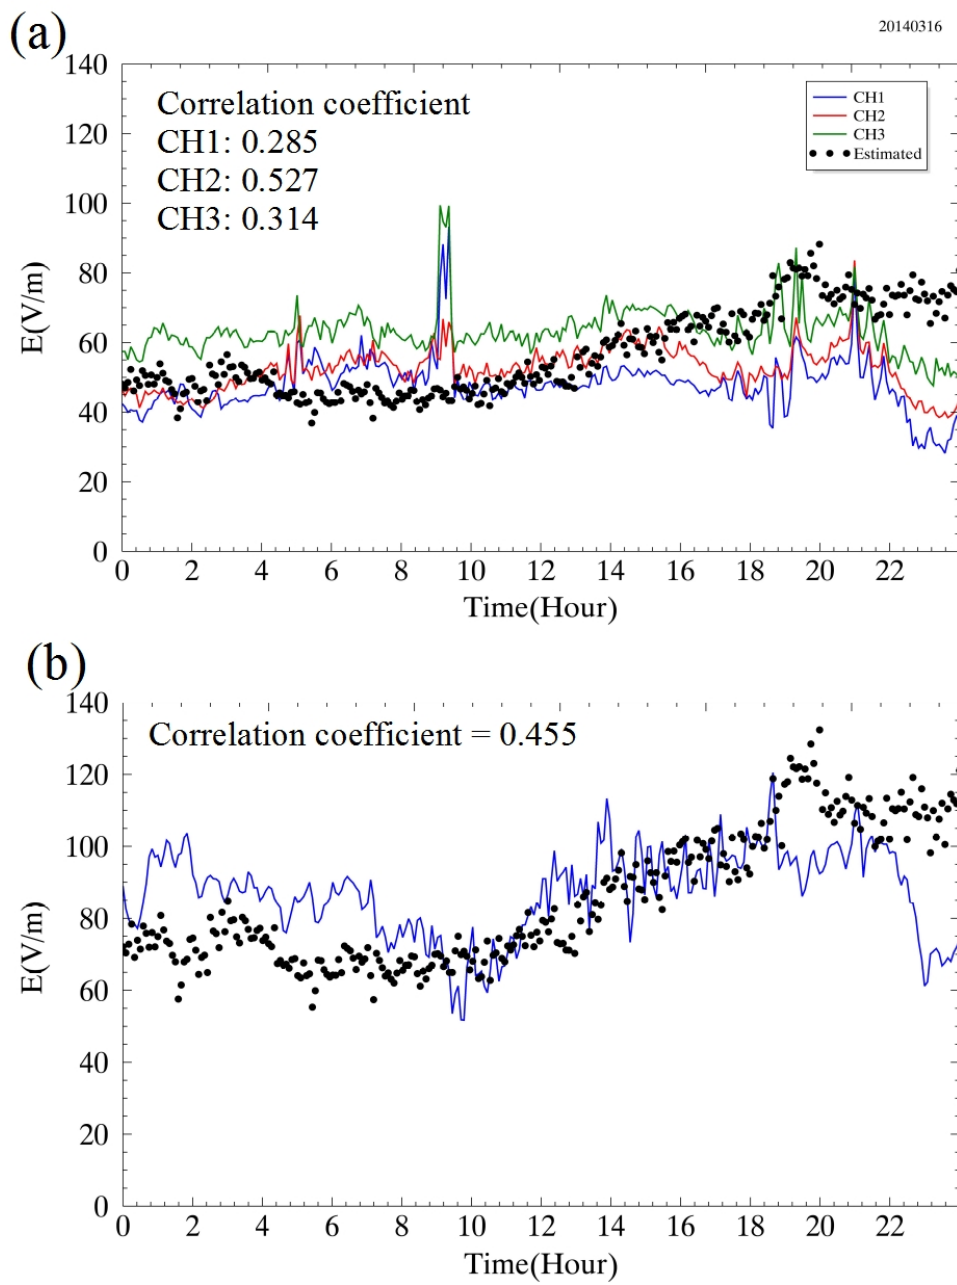 (a)
20140316
Correlation coefficient
CH1: 0.285
CH2: 0.527
CH3: 0.314
CH1
CH2
CH3
Estimated
140
120
100
80
60
40
20
0
E(V/m)
0 2 4 6 8 10 12 14 16 18 20 22
Time(Hour)
(b)
Correlation coefficient = 0.455
140
120
100
80
60
40
20
0
E(V/m)
0 2 4 6 8 10 12 14 16 18 20 22
Time(Hour)